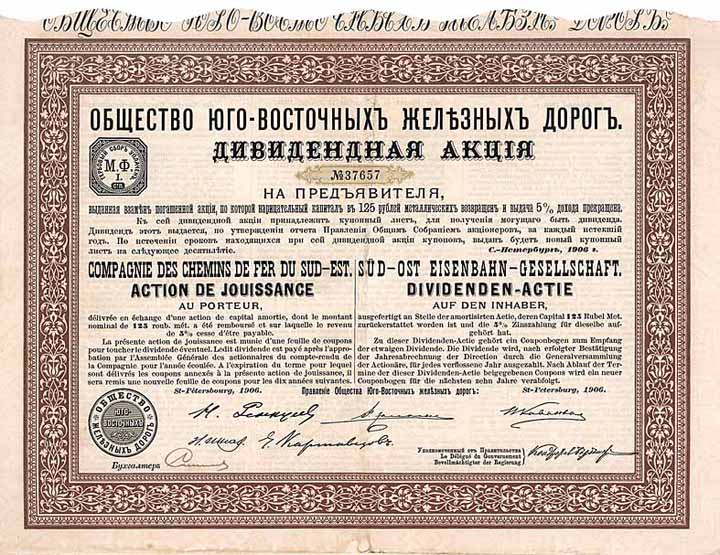 ОБЩЕСТВО ЮГО-ВОСТОЧНЫХЪ ЖЕЛѢЗНЫХЪ ДОРОГЪ.
ОБЩЕСТВО ЮГО-ВОСТОЧНЫХЪ ЖЕЛѢЗНЫХЪ ДОРОГЪ.
ДИВИДЕНДНАЯ АКЦІЯ
М.Ф.
№37657
НА ПРЕДЪЯВИТЕЛЯ,
выданная взамѣнъ погашенной акціи, по которой нарицательный капиталъ въ 125 рублей металлическихъ возвращенъ и выдача 5% дохода прекращена.
Къ сей дивидендной акціи принадлежитъ купонный листъ, для полученія могущаго быть дивиденда.
Дивидендъ этотъ выдается, по утвержденіи отчета Правленія Общимъ Собраніемъ акціонеровъ, за каждый истекшій
годъ. По истеченіи сроковъ находящихся при сей дивидендной акціи купоновъ, выданъ будетъ новый купонный
листъ на слѣдующее десятилѣтіе.
С.-Петербургъ, 1906 г.
COMPAGNIE DES CHEMINS DE FER DU SUD-EST.
ACTION DE JOUISSANCE
AU PORTEUR,
délivrée en échange d'une action de capital amortie, dont le montant
nominal de 125 roub. mét. a été remboursé et sur laquelle le revenu
de 5% cesse d'être payable.
La présente action de jouissance est munie d'une feuille de coupons
pour toucher le dividende éventuel. Ledit dividende est payé après l'approbation
par l'Assemblée Générale des actionnaires du compte-rendu de
la Compagnie pour l'année écoulée. A l'expiration du terme pour lequel
sont délivrés les coupons annexés à la présente action de jouissance, il
sera remis une nouvelle feuille de coupons pour les dix années suivantes.
St-Pétersbourg, 1906.
SÜD-OST EISENBAHN-GESELLSCHAFT.
DIVIDENDEN-ACTIE
AUF DEN INHABER,
ausgefertigt an Stelle der amortisirten Actie, deren Capital 125 Rubel Met.
zurückerstattet worden ist und die 5% Zinszahlung für dieselbe aufgehört
hat.
Zu dieser Dividenden-Actie gehört ein Couponbogen zum Empfang
der etwaigen Dividende. Die Dividende wird, nach erfolgter Bestätigung
der Jahresabrechnung der Direction durch die Generalversammlung
der Actionäre, für jedes verflossene Jahr ausgezahlt. Nach Ablauf der Termine
der dieser Dividenden-Actie beigegebenen Coupons wird ein neuer
Couponbogen für die nächsten zehn Jahre verabfolgt.
St-Petersburg, 1906.
Правленіе Общества Юго-Восточныхъ желѣзныхъ дорогъ:
ОБЩЕСТВО
ЮГО-ВОСТОЧНЫХЪ
ЖЕЛѢЗНЫХЪ ДОРОГЪ
Бухгалтеръ
Уполномоченный отъ Правительства
Le Délégué du Gouvernement
Bevollmächtigter der Regierung